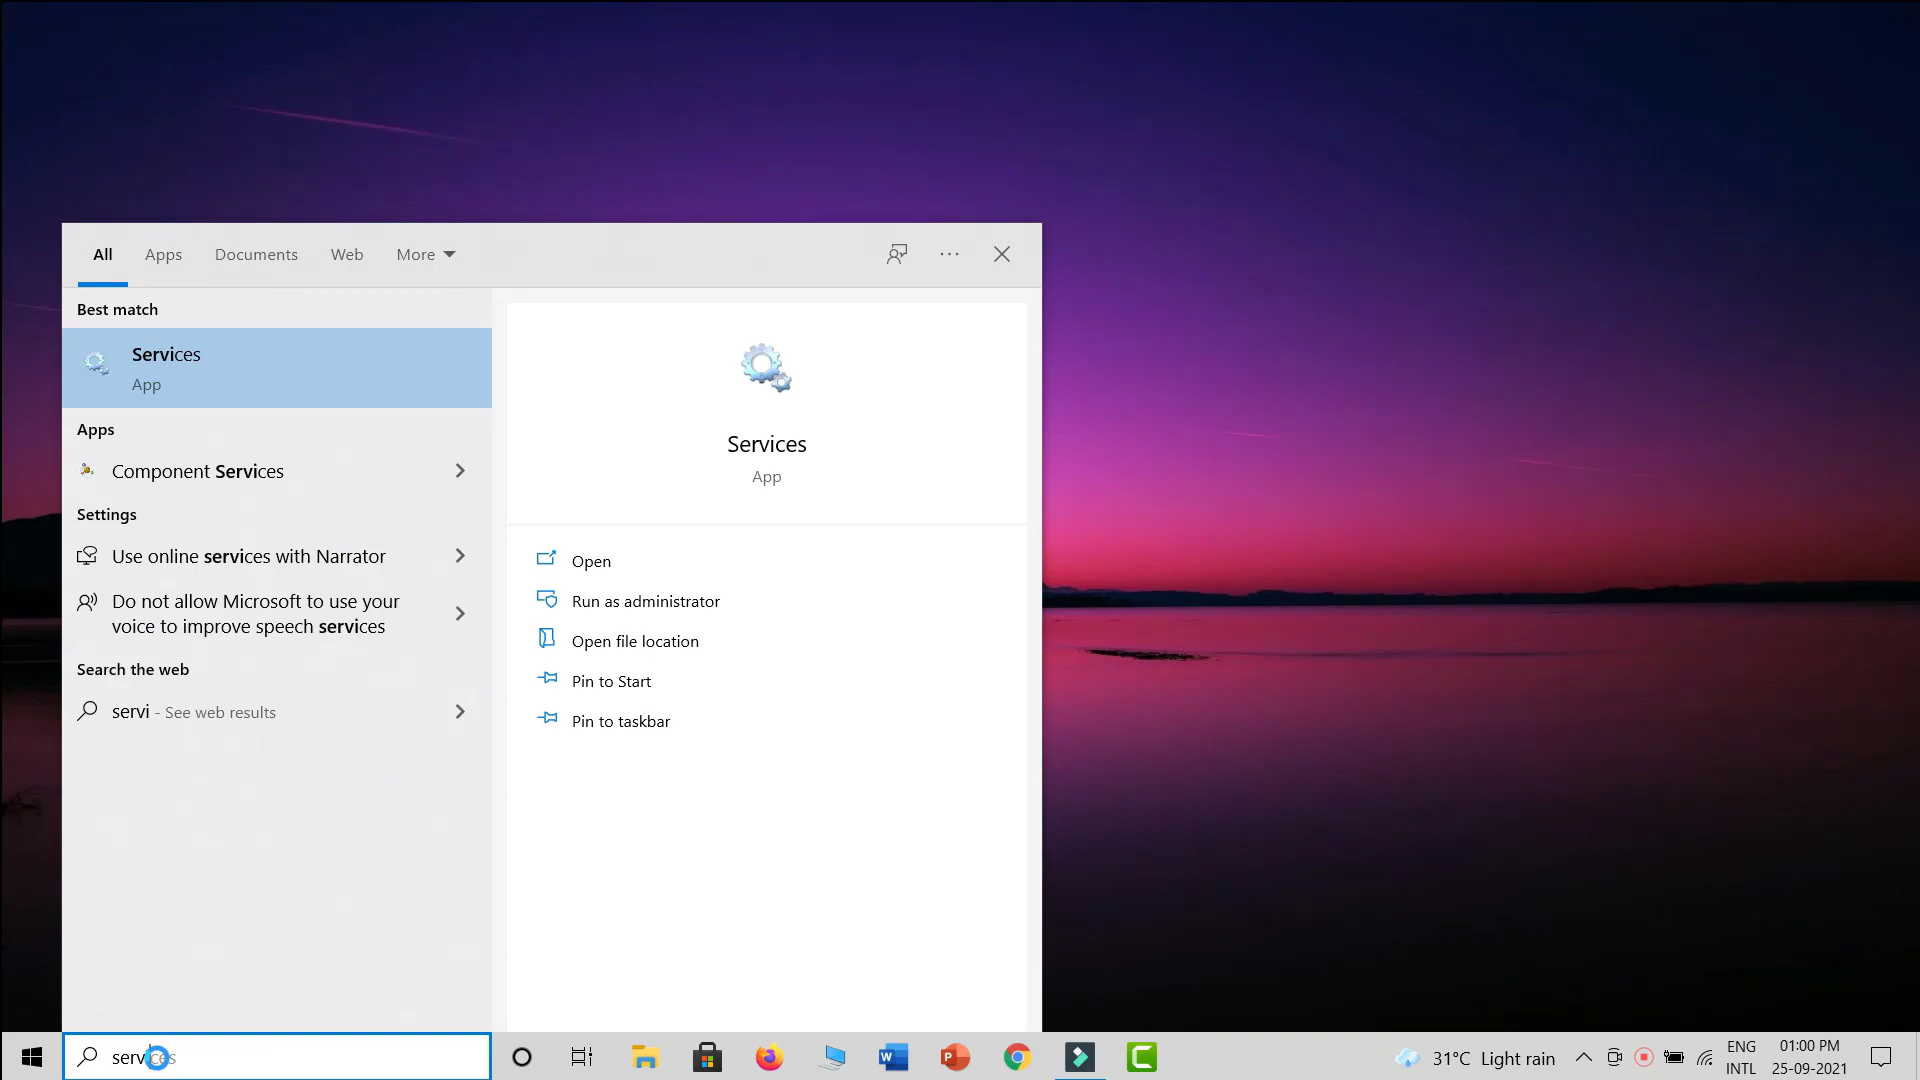 All Apps Documents Web More
Best match
Services
App
Apps
Component Services
Settings
Use online services with Narrator
Do not allow Microsoft to use your
voice to improve speech services
Search the web
servi - See web results
Services
App
Open
Run as administrator
Open file location
Pin to Start
Pin to taskbar
services
31°C Light rain
ENG
INTL
01:00 PM
25-09-2021